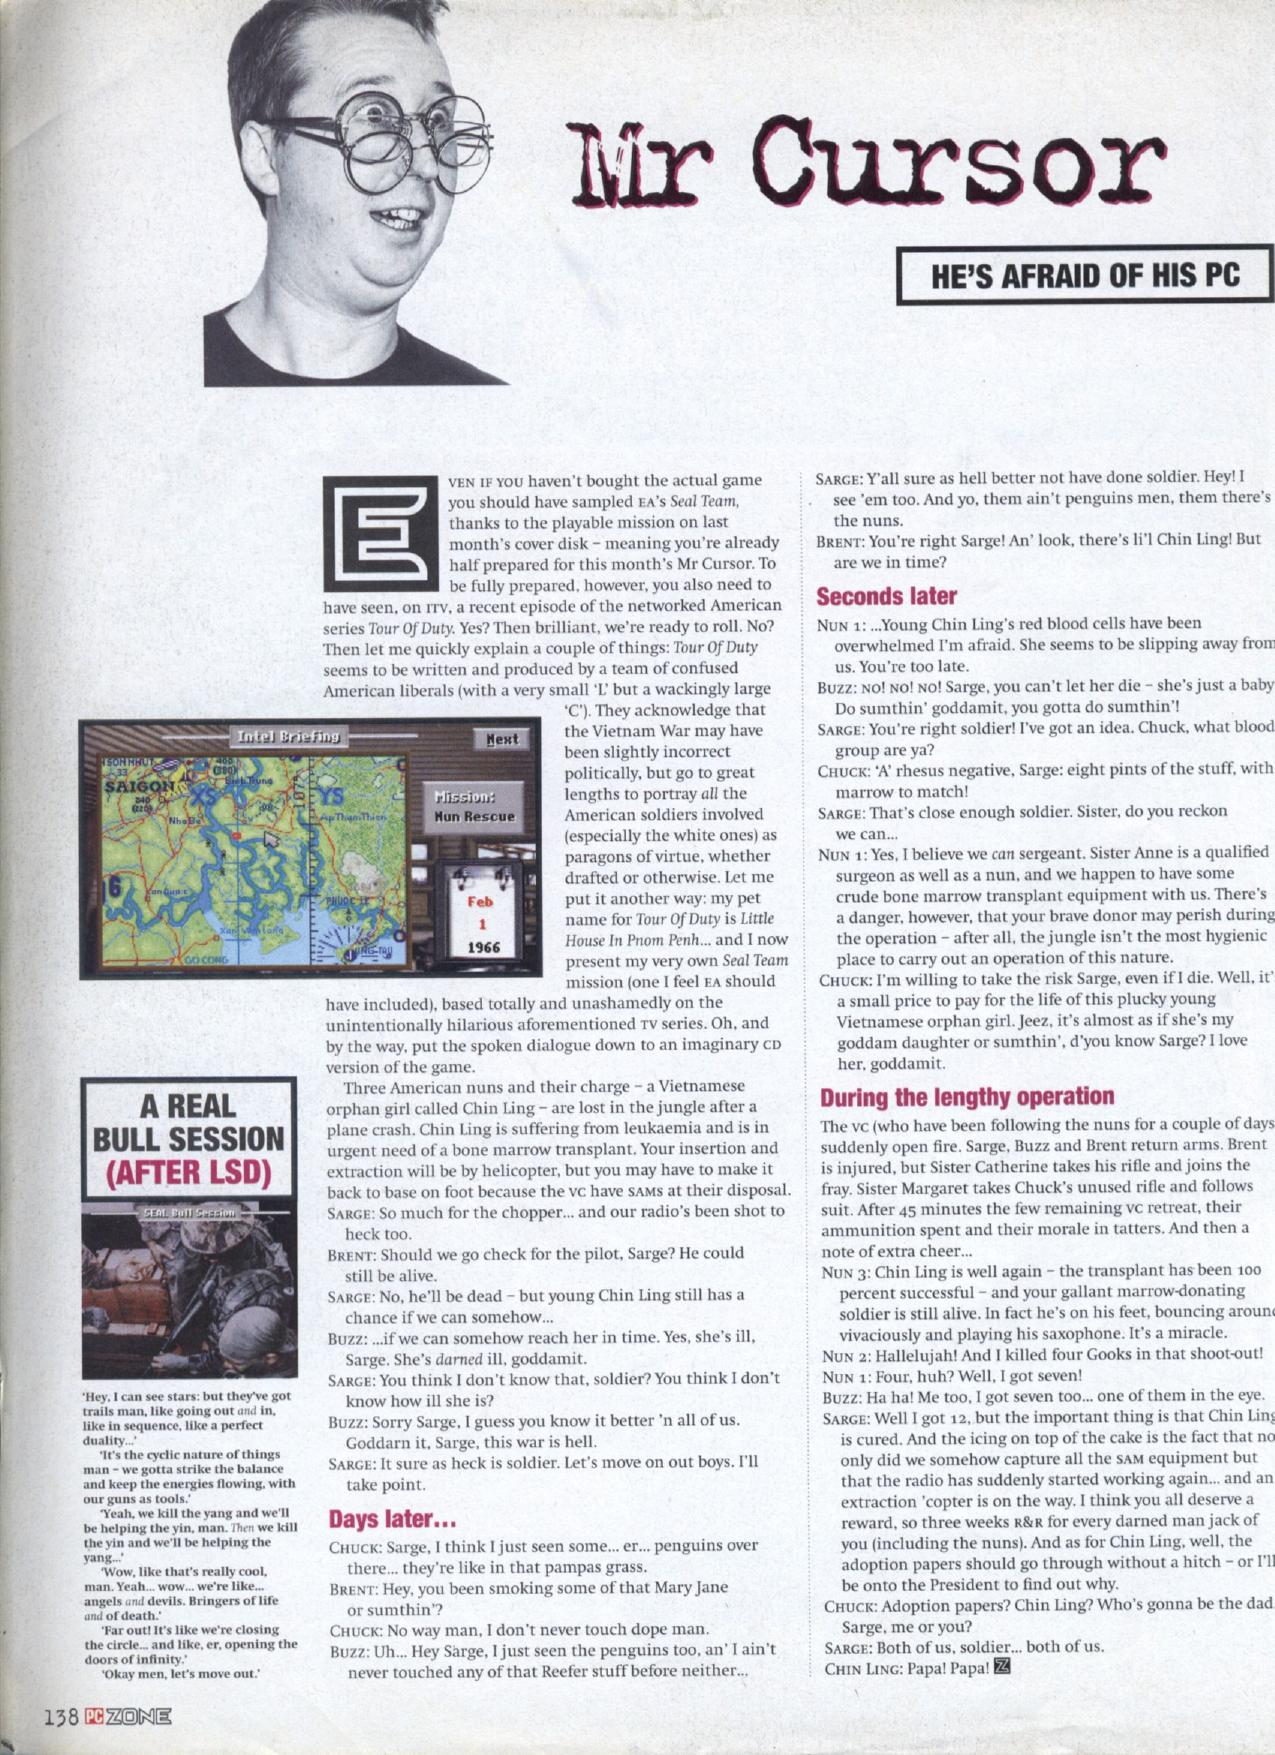 Mr Cursor
HE'S AFRAID OF HIS PC
EVEN IF YOU haven't bought the actual game
you should have sampled EA's Seal Team,
thanks to the playable mission on last
month's cover disk – meaning you're already
half prepared for this month's Mr Cursor. To
be fully prepared, however, you also need to
have seen, on ITV, a recent episode of the networked American
series Tour Of Duty. Yes? Then brilliant, we're ready to roll. No?
Then let me quickly explain a couple of things: Tour Of Duty
seems to be written and produced by a team of confused
American liberals (with a very small 'L' but a wackingly large
'C'). They acknowledge that
the Vietnam War may have
been slightly incorrect
politically, but go to great
lengths to portray all the
American soldiers involved
(especially the white ones) as
paragons of virtue, whether
drafted or otherwise. Let me
put it another way: my pet
name for Tour Of Duty is Little
House In Pnom Penh... and I now
present my very own Seal Team
mission (one I feel EA should
have included), based totally and unashamedly on the
unintentionally hilarious aforementioned TV series. Oh, and
by the way, put the spoken dialogue down to an imaginary CD
version of the game.
Three American nuns and their charge – a Vietnamese
orphan girl called Chin Ling – are lost in the jungle after a
plane crash. Chin Ling is suffering from leukaemia and is in
urgent need of a bone marrow transplant. Your insertion and
extraction will be by helicopter, but you may have to make it
back to base on foot because the VC have SAMS at their disposal.
SARGE: So much for the chopper... and our radio's been shot to
heck too.
BRENT: Should we go check for the pilot, Sarge? He could
still be alive.
SARGE: No, he'll be dead – but young Chin Ling still has a
chance if we can somehow...
BUZZ: ...if we can somehow reach her in time. Yes, she's ill,
Sarge. She's darned ill, goddamit.
SARGE: You think I don't know that, soldier? You think I don't
know how ill she is?
BUZZ: Sorry Sarge, I guess you know it better 'n all of us.
Goddarn it, Sarge, this war is hell.
SARGE: It sure as heck is soldier. Let's move on out boys. I'll
take point.
Days later...
CHUCK: Sarge, I think I just seen some... er... penguins over
there... they're like in that pampas grass.
BRENT: Hey, you been smoking some of that Mary Jane
or sumthin'?
CHUCK: No way man, I don't never touch dope man.
BUZZ: Uh... Hey Sarge, I just seen the penguins too, an' I ain't
never touched any of that Reefer stuff before neither...
SARGE: Y'all sure as hell better not have done soldier. Hey! I
see 'em too. And yo, them ain't penguins men, them there's
the nuns.
BRENT: You're right Sarge! An' look, there's li'l Chin Ling! But
are we in time?
Seconds later
NUN 1: ...Young Chin Ling's red blood cells have been
overwhelmed I'm afraid. She seems to be slipping away from
us. You're too late.
BUZZ: NO! NO! NO! Sarge, you can't let her die – she's just a baby
Do sumthin' goddamit, you gotta do sumthin'!
SARGE: You're right soldier! I've got an idea. Chuck, what blood
group are ya?
CHUCK: 'A' rhesus negative, Sarge: eight pints of the stuff, with
marrow to match!
SARGE: That's close enough soldier. Sister, do you reckon
we can...
NUN 1: Yes, I believe we can sergeant. Sister Anne is a qualified
surgeon as well as a nun, and we happen to have some
crude bone marrow transplant equipment with us. There's
a danger, however, that your brave donor may perish during
the operation – after all, the jungle isn't the most hygienic
place to carry out an operation of this nature.
CHUCK: I'm willing to take the risk Sarge, even if I die. Well, it'
a small price to pay for the life of this plucky young
Vietnamese orphan girl. Jeez, it's almost as if she's my
goddam daughter or sumthin', d'you know Sarge? I love
her, goddamit.
During the lengthy operation
The VC (who have been following the nuns for a couple of days
suddenly open fire. Sarge, Buzz and Brent return arms. Brent
is injured, but Sister Catherine takes his rifle and joins the
fray. Sister Margaret takes Chuck's unused rifle and follows
suit. After 45 minutes the few remaining VC retreat, their
ammunition spent and their morale in tatters. And then a
note of extra cheer...
NUN 3: Chin Ling is well again – the transplant has been 100
percent successful – and your gallant marrow-donating
soldier is still alive. In fact he's on his feet, bouncing around
vivaciously and playing his saxophone. It's a miracle.
NUN 2: Hallelujah! And I killed four Gooks in that shoot-out!
NUN 1: Four, huh? Well, I got seven!
BUZZ: Ha ha! Me too, I got seven too... one of them in the eye.
SARGE: Well I got 12, but the important thing is that Chin Ling
is cured. And the icing on top of the cake is the fact that no
only did we somehow capture all the SAM equipment but
that the radio has suddenly started working again... and an
extraction 'copter is on the way. I think you all deserve a
reward, so three weeks R&R for every darned man jack of
you (including the nuns). And as for Chin Ling, well, the
adoption papers should go through without a hitch – or I'll
be onto the President to find out why.
CHUCK: Adoption papers? Chin Ling? Who's gonna be the dad
Sarge, me or you?
SARGE: Both of us, soldier... both of us.
CHIN LING: Papa! Papa! Z
Intel Briefing
Next
SON NHUT
33
400
(380)
SAIGON
240
(220)
XS
Nha Be
107°
YS
Ap Tham Thien
Mission:
Nun Rescue
16
Can Giuoc
PHUOC LE
GO CONG
VUNG TAU
Feb
1
1966
A REAL
BULL SESSION
(AFTER LSD)
SEAL Bull Session
'Hey, I can see stars: but they've got
trails man, like going out and in,
like in sequence, like a perfect
duality...'
'It's the cyclic nature of things
man – we gotta strike the balance
and keep the energies flowing, with
our guns as tools.'
'Yeah, we kill the yang and we'll
be helping the yin, man. Then we kill
the yin and we'll be helping the
yang...'
'Wow, like that's really cool,
man. Yeah... wow... we're like...
angels and devils. Bringers of life
and of death.'
'Far out! It's like we're closing
the circle... and like, er, opening the
doors of infinity.'
'Okay men, let's move out.'
138 PC ZONE